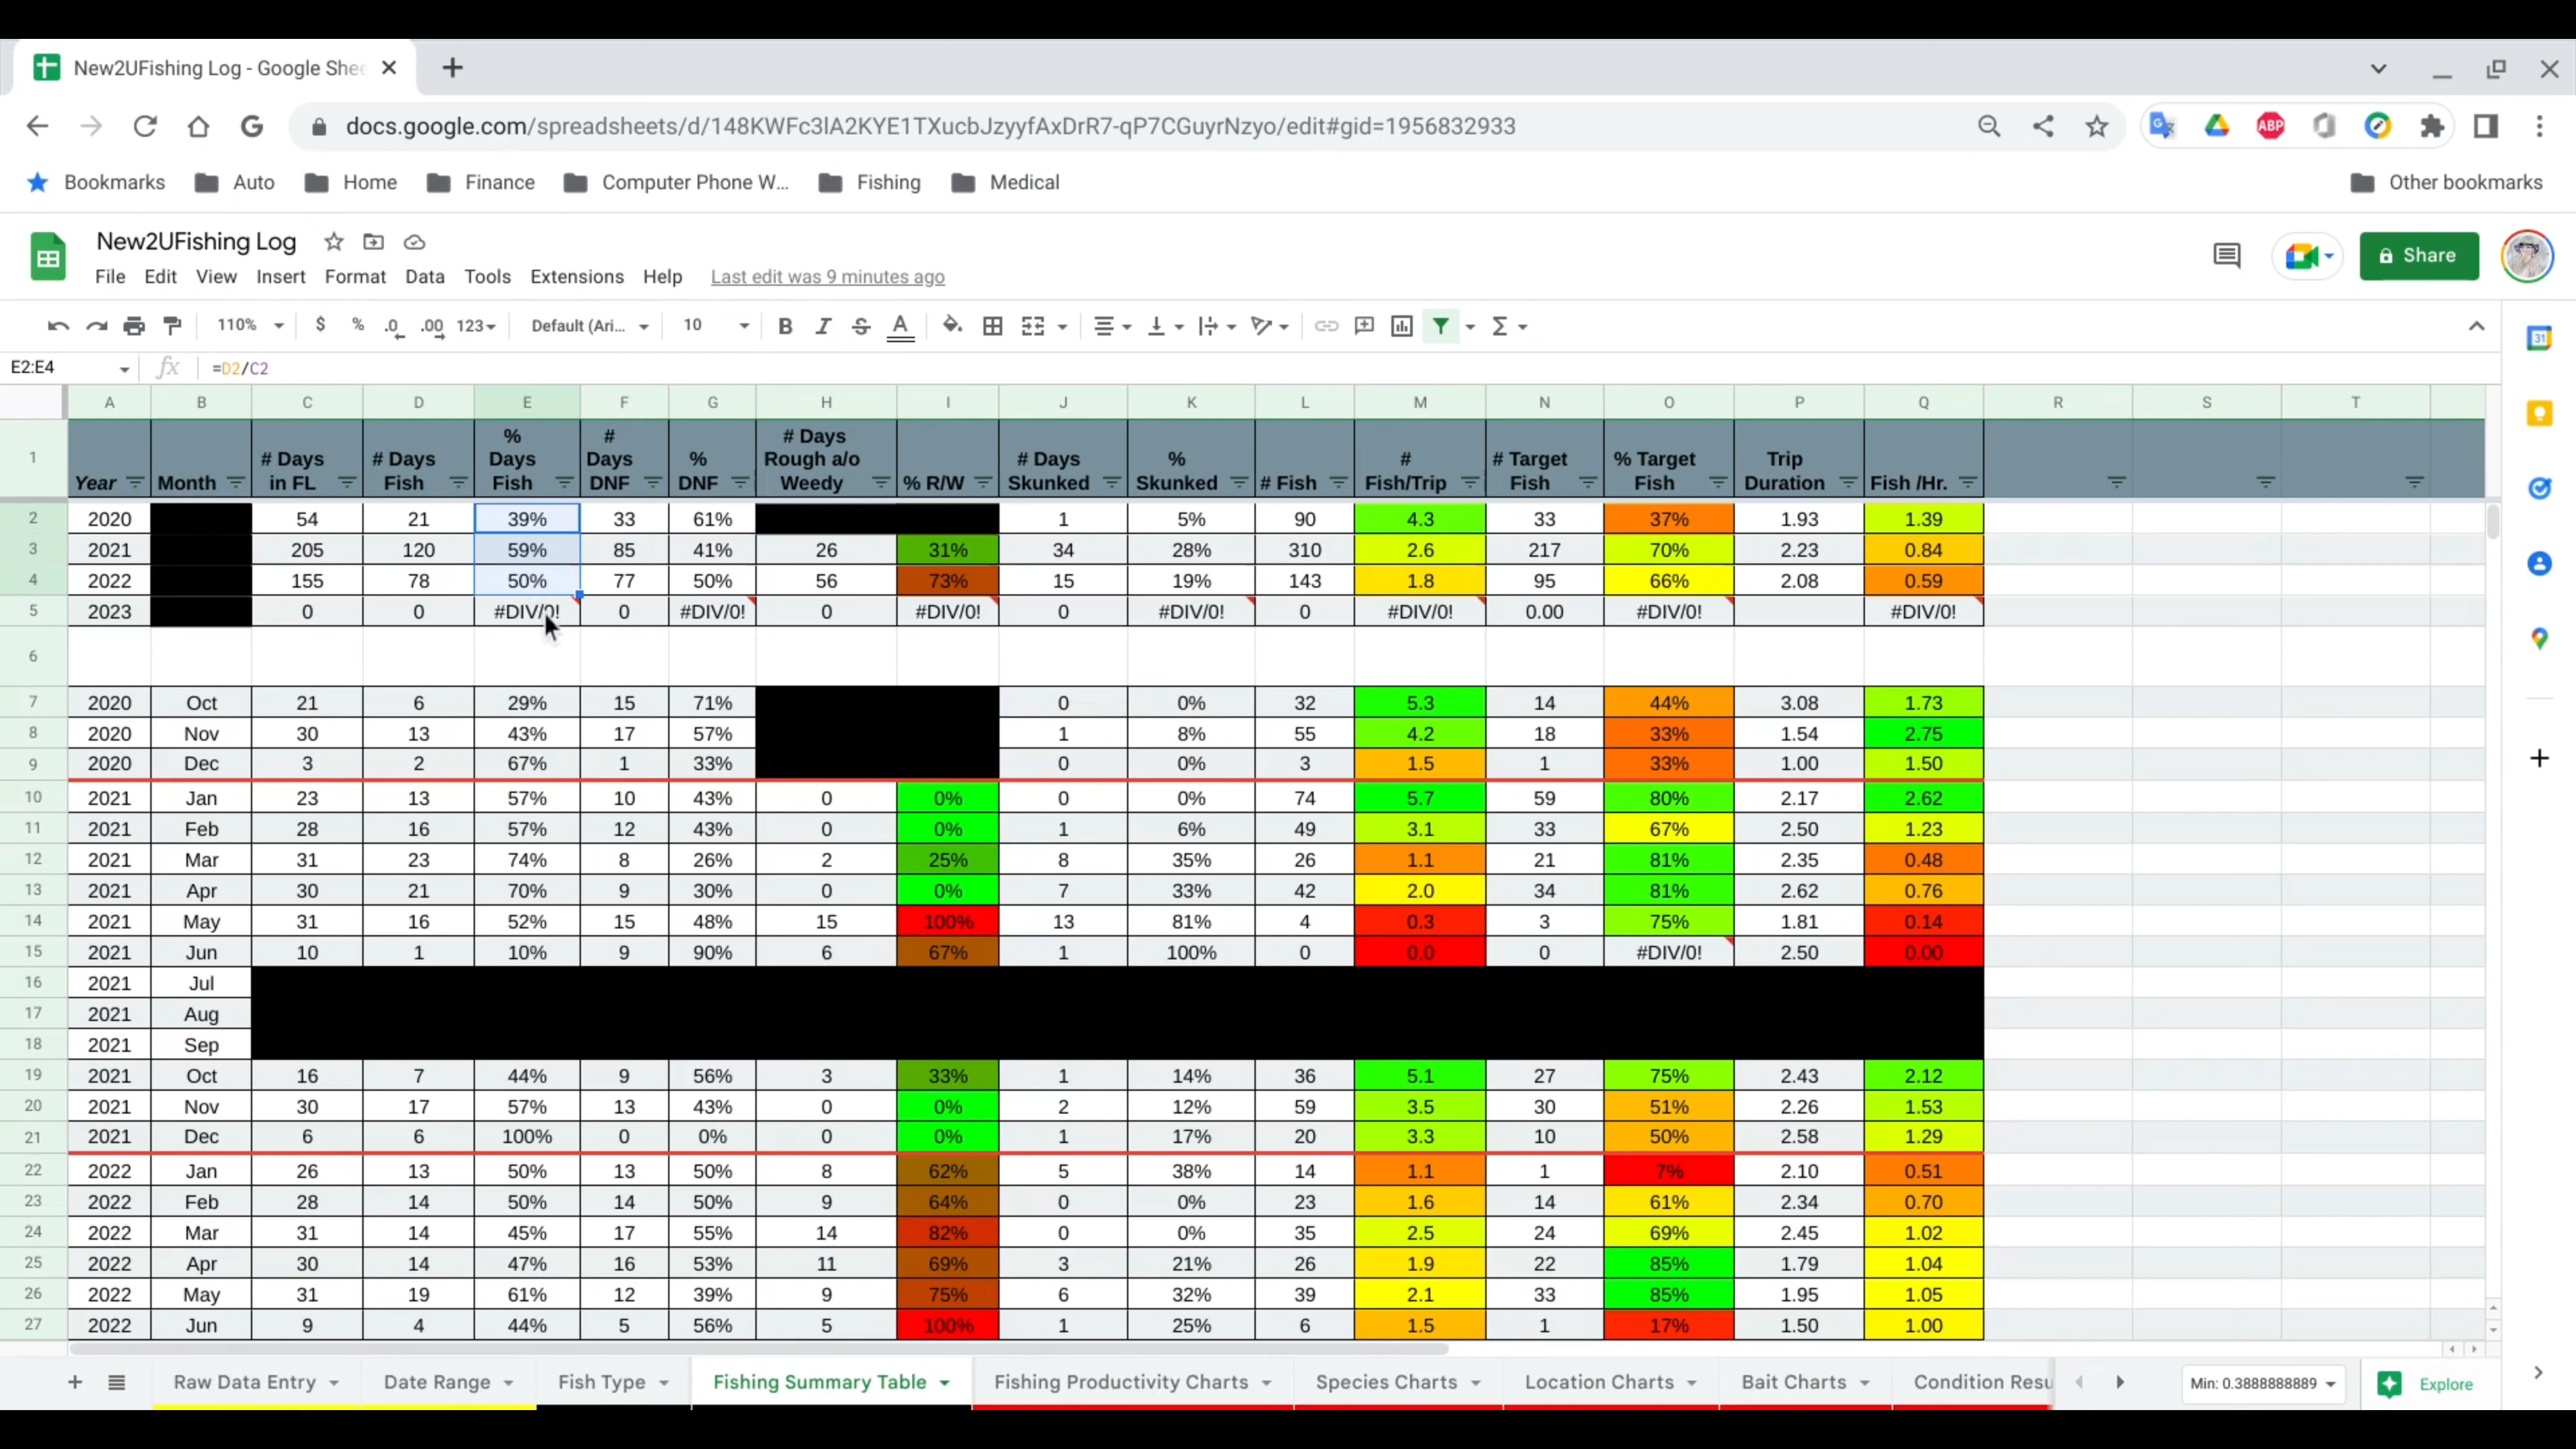 New2UFishing Log - Google Shee
docs.google.com/spreadsheets/d/148KWFc3lA2KYE1TXucbJzyyfAxDrR7-qP7CGuyrNzyo/edit#gid=1956832933
ABP
Bookmarks Auto Home Finance Computer Phone W... Fishing Medical Other bookmarks
New2UFishing Log
Share
File Edit View Insert Format Data Tools Extensions Help Last edit was 9 minutes ago
110% $ % .0 .00 123 Default (Ari... 10 B I S A Σ
31
E2:E4 fx =D2/C2
A B C D E F G H I J K L M N O P Q R S T
1 Year Month # Days in FL # Days Fish % Days Fish # Days DNF % DNF # Days Rough a/o Weedy % R/W # Days Skunked % Skunked # Fish # Fish/Trip # Target Fish % Target Fish Trip Duration Fish /Hr.
2 2020 54 21 39% 33 61% 1 5% 90 4.3 33 37% 1.93 1.39
3 2021 205 120 59% 85 41% 26 31% 34 28% 310 2.6 217 70% 2.23 0.84
4 2022 155 78 50% 77 50% 56 73% 15 19% 143 1.8 95 66% 2.08 0.59
5 2023 0 0 #DIV/0! 0 #DIV/0! 0 #DIV/0! 0 #DIV/0! 0 #DIV/0! 0.00 #DIV/0! #DIV/0!
6
7 2020 Oct 21 6 29% 15 71% 0 0% 32 5.3 14 44% 3.08 1.73
8 2020 Nov 30 13 43% 17 57% 1 8% 55 4.2 18 33% 1.54 2.75
9 2020 Dec 3 2 67% 1 33% 0 0% 3 1.5 1 33% 1.00 1.50
10 2021 Jan 23 13 57% 10 43% 0 0% 0 0% 74 5.7 59 80% 2.17 2.62
11 2021 Feb 28 16 57% 12 43% 0 0% 1 6% 49 3.1 33 67% 2.50 1.23
12 2021 Mar 31 23 74% 8 26% 2 25% 8 35% 26 1.1 21 81% 2.35 0.48
13 2021 Apr 30 21 70% 9 30% 0 0% 7 33% 42 2.0 34 81% 2.62 0.76
14 2021 May 31 16 52% 15 48% 15 100% 13 81% 4 0.3 3 75% 1.81 0.14
15 2021 Jun 10 1 10% 9 90% 6 67% 1 100% 0 0.0 0 #DIV/0! 2.50 0.00
16 2021 Jul
17 2021 Aug
18 2021 Sep
19 2021 Oct 16 7 44% 9 56% 3 33% 1 14% 36 5.1 27 75% 2.43 2.12
20 2021 Nov 30 17 57% 13 43% 0 0% 2 12% 59 3.5 30 51% 2.26 1.53
21 2021 Dec 6 6 100% 0 0% 0 0% 1 17% 20 3.3 10 50% 2.58 1.29
22 2022 Jan 26 13 50% 13 50% 8 62% 5 38% 14 1.1 1 7% 2.10 0.51
23 2022 Feb 28 14 50% 14 50% 9 64% 0 0% 23 1.6 14 61% 2.34 0.70
24 2022 Mar 31 14 45% 17 55% 14 82% 0 0% 35 2.5 24 69% 2.45 1.02
25 2022 Apr 30 14 47% 16 53% 11 69% 3 21% 26 1.9 22 85% 1.79 1.04
26 2022 May 31 19 61% 12 39% 9 75% 6 32% 39 2.1 33 85% 1.95 1.05
27 2022 Jun 9 4 44% 5 56% 5 100% 1 25% 6 1.5 1 17% 1.50 1.00
Raw Data Entry Date Range Fish Type Fishing Summary Table Fishing Productivity Charts Species Charts Location Charts Bait Charts Condition Resu Min: 0.3888888889 Explore